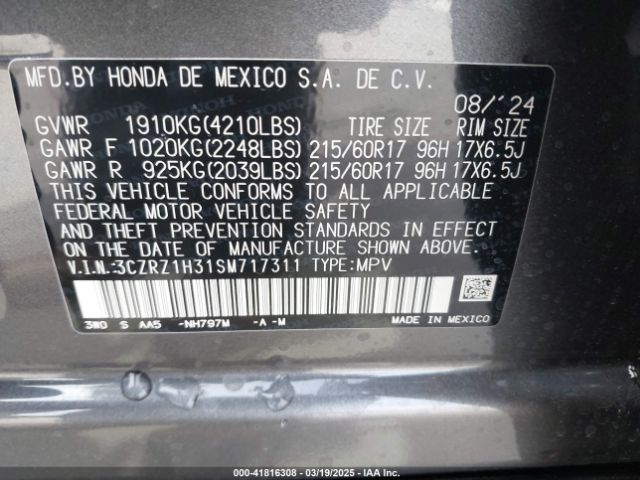 MFD.BY HONDA DE MEXICO S.A. DE C.V.
08/'24
GVWR 1910KG(4210LBS) TIRE SIZE RIM SIZE
GAWR F 1020KG(2248LBS) 215/60R17 96H 17X6.5J
GAWR R 925KG(2039LBS) 215/60R17 96H 17X6.5J
THIS VEHICLE CONFORMS TO ALL APPLICABLE
FEDERAL MOTOR VEHICLE SAFETY
AND THEFT PREVENTION STANDARDS IN EFFECT
ON THE DATE OF MANUFACTURE SHOWN ABOVE.
V.I.N.:3CZRZ1H31SM717311 TYPE:MPV
3W0 S AA5 -NH797M -A-M MADE IN MEXICO
000-41816308 - 03/19/2025 - IAA Inc.